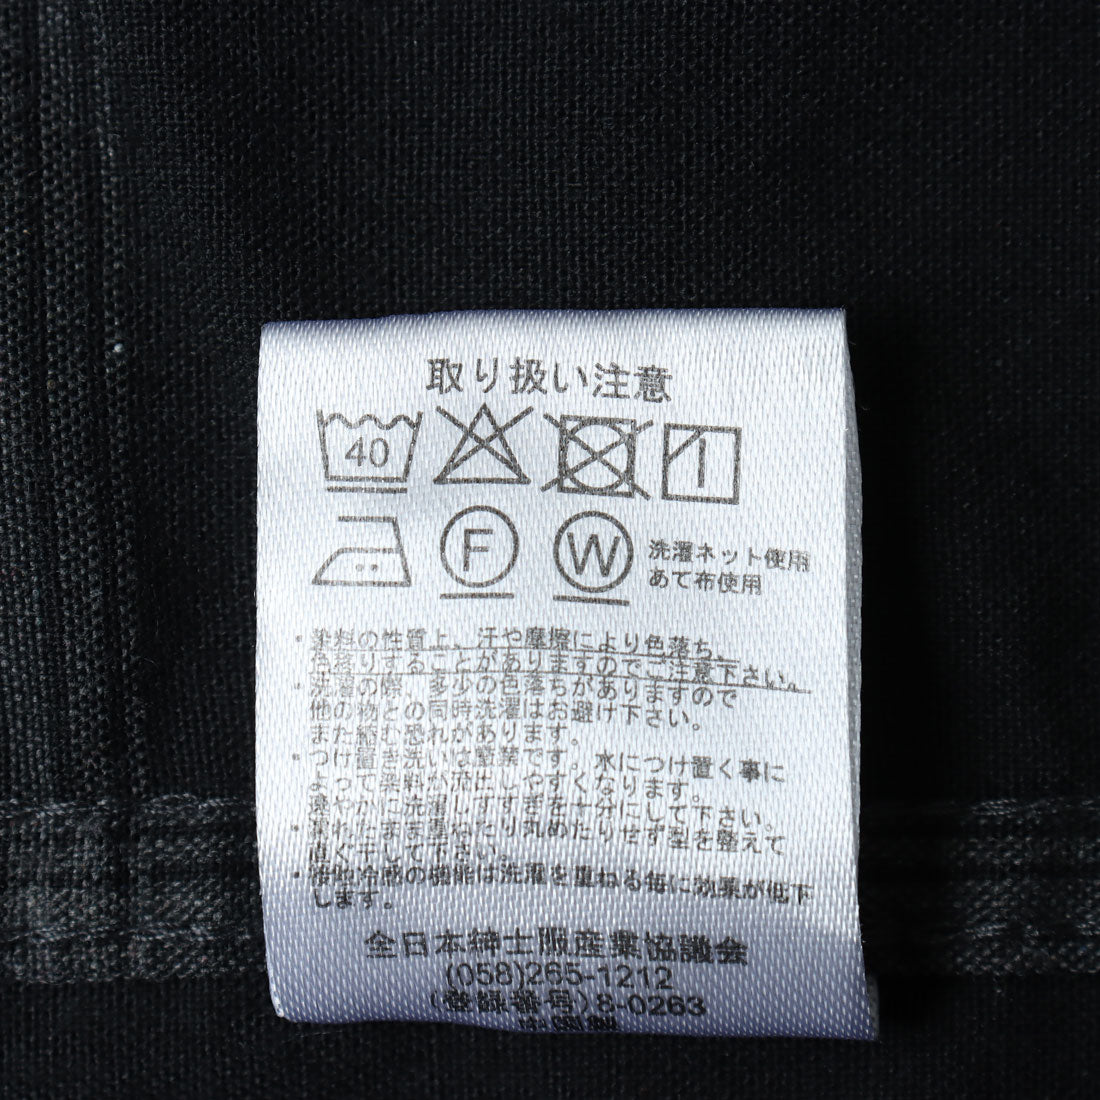 取り扱い注意
40
F
W
洗濯ネット使用
あて布使用
・染料の性質上、汗や摩擦により色落ち、
色移りすることがありますのでご注意下さい。
・洗濯の際、多少の色落ちがありますので
他の物との同時洗濯はお避け下さい。
また縮む恐れがあります。
・つけ置き洗いは厳禁です。水につけ置く事に
よって染料が流出しやすくなります。
速やかに洗濯しすすぎを十分にして下さい。
・濡れたまま重ねたり丸めたりせず型を整えて
直ぐ干して下さい。
・接触冷感の機能は洗濯を重ねる毎に効果が低下
します。
全日本紳士服産業協議会
(058)265-1212
(登録番号)8-0263
中国製